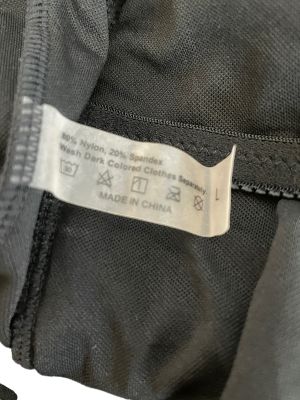 80% Nylon, 20% Spandex
Wash Dark Colored Clothes Separately
L
MADE IN CHINA